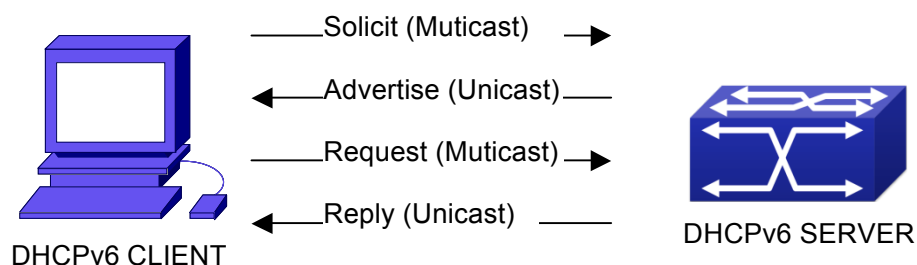 Solicit (Muticast)
Advertise (Unicast)
Request (Muticast)
Reply (Unicast)
DHCPv6 CLIENT
DHCPv6 SERVER